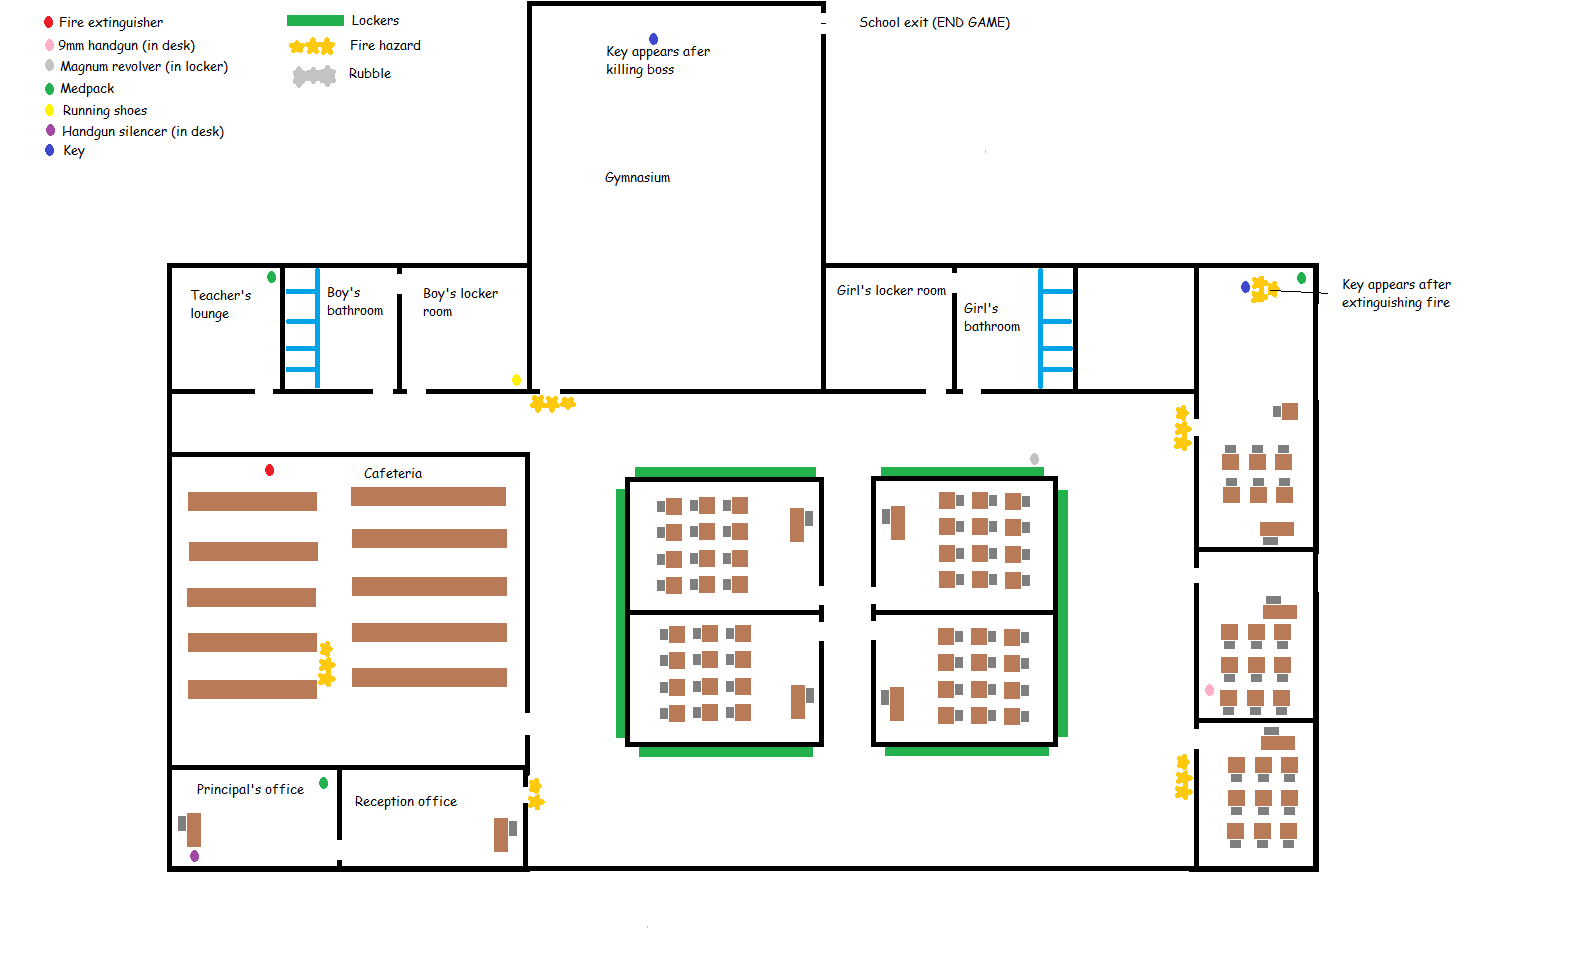 Fire extinguisher
9mm handgun (in desk)
Magnum revolver (in locker)
Medpack
Running shoes
Handgun silencer (in desk)
Key
Lockers
Fire hazard
Rubble
School exit (END GAME)
Key appears afer
killing boss
Gymnasium
Teacher's
lounge
Boy's
bathroom
Boy's locker
room
Girl's locker room
Girl's
bathroom
Key appears after
extinguishing fire
Cafeteria
Principal's office
Reception office